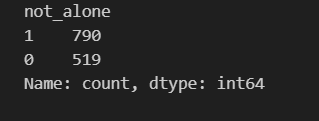 not_alone
1    790
0    519
Name: count, dtype: int64